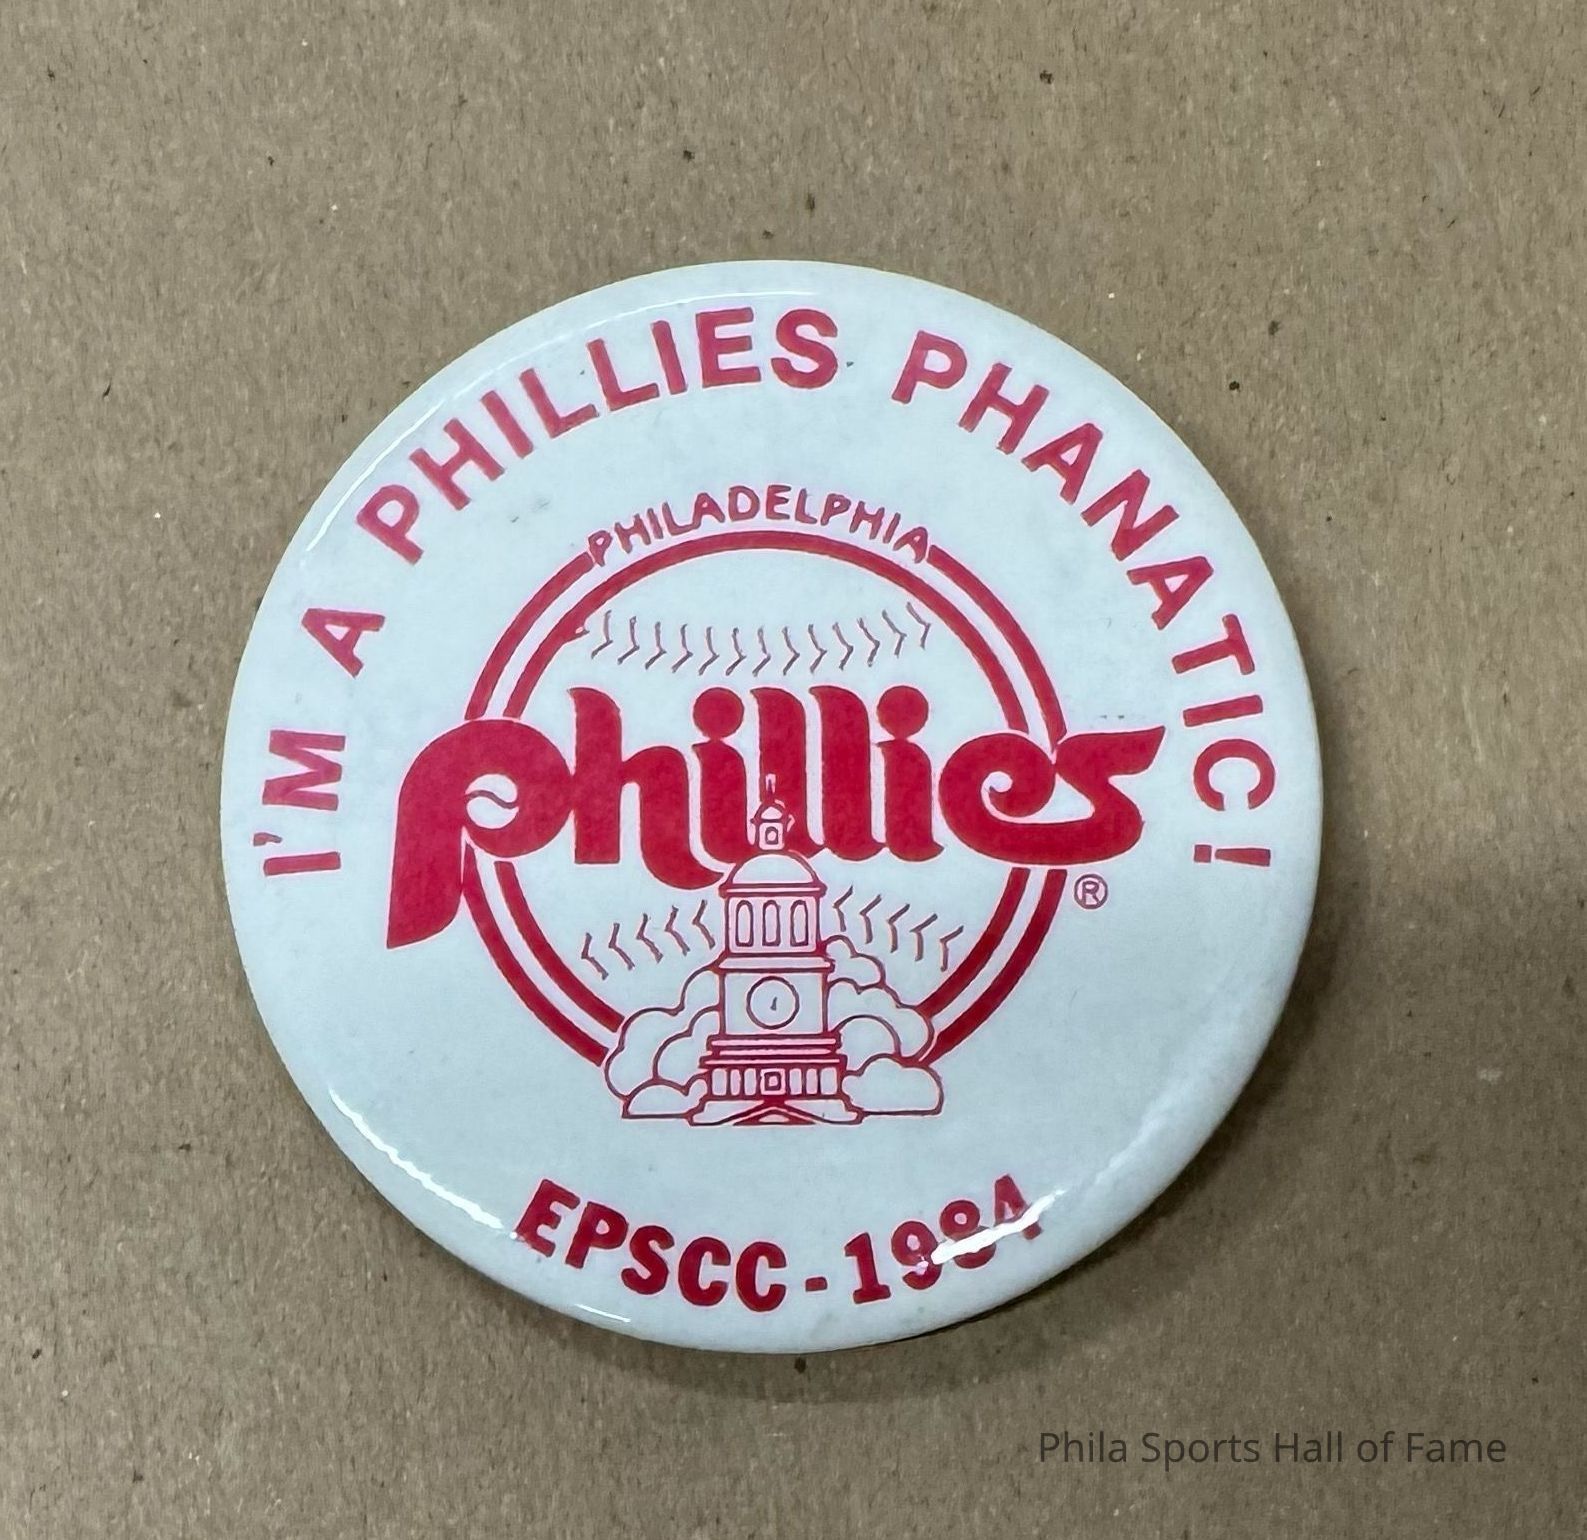 I'M A PHILLIES PHANATIC!
PHILADELPHIA
phillies
®
EPSCC - 1984
Phila Sports Hall of Fame